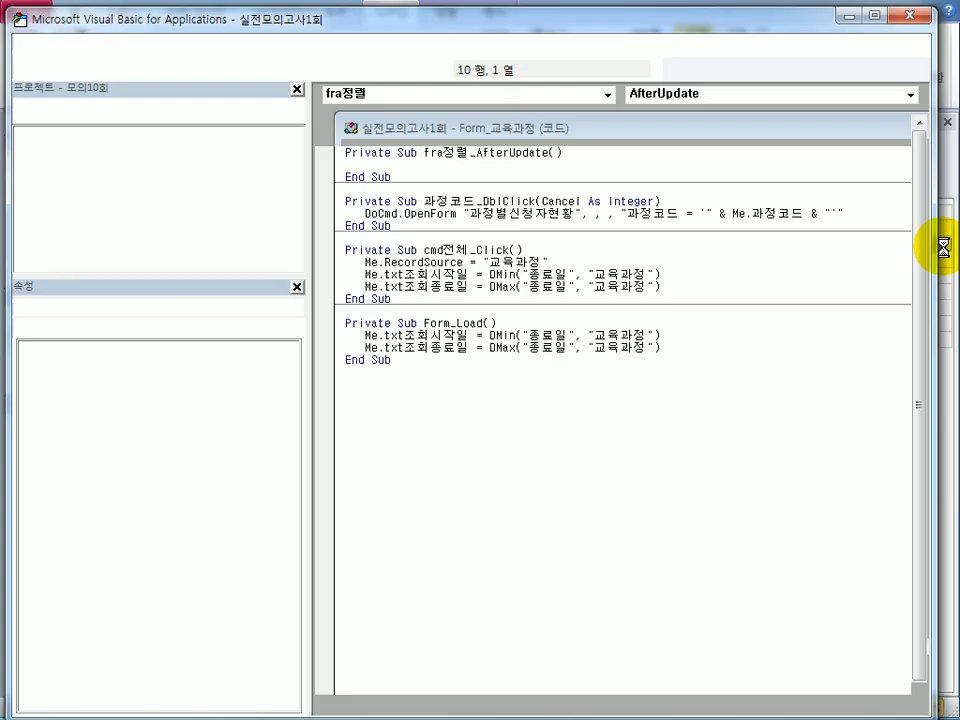 Microsoft Visual Basic for Applications - 실전모의고사1회
10 행, 1 열
프로젝트 - 모의10회
fra정렬
AfterUpdate
실전모의고사1회 - Form_교육과정 (코드)
Private Sub fra정렬_AfterUpdate()
End Sub
Private Sub 과정코드_DblClick(Cancel As Integer)
DoCmd.OpenForm "과정별신청자현황", , , "과정코드 = '" & Me.과정코드 & "'"
End Sub
Private Sub cmd전체_Click()
Me.RecordSource = "교육과정"
Me.txt조회시작일 = DMin("종료일", "교육과정")
Me.txt조회종료일 = DMax("종료일", "교육과정")
End Sub
Private Sub Form_Load()
Me.txt조회시작일 = DMin("종료일", "교육과정")
Me.txt조회종료일 = DMax("종료일", "교육과정")
End Sub
속성